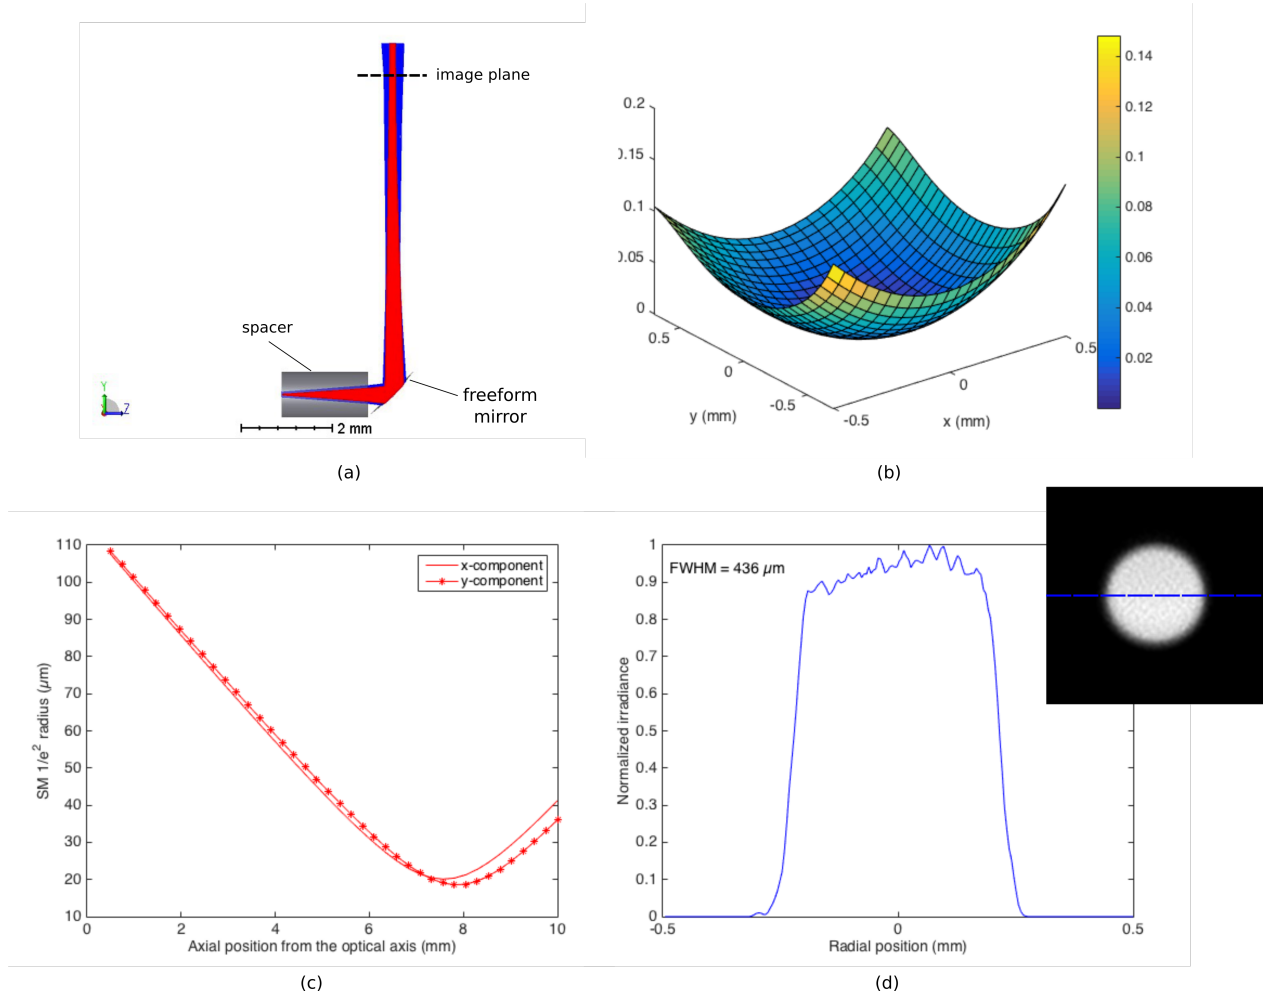 image plane
spacer
freeform
mirror
Y
Z
2 mm
(a)
0.2
0.15
0.1
0.05
0
0.5
0
-0.5
y (mm)
-0.5
0
0.5
x (mm)
0.14
0.12
0.1
0.08
0.06
0.04
0.02
(b)
110
100
90
80
70
60
50
40
30
20
10
SM 1/e² radius (µm)
x-component
y-component
0 2 4 6 8 10
Axial position from the optical axis (mm)
(c)
1
0.9
0.8
0.7
0.6
0.5
0.4
0.3
0.2
0.1
0
Normalized irradiance
FWHM = 436 µm
-0.5 0 0.5
Radial position (mm)
(d)